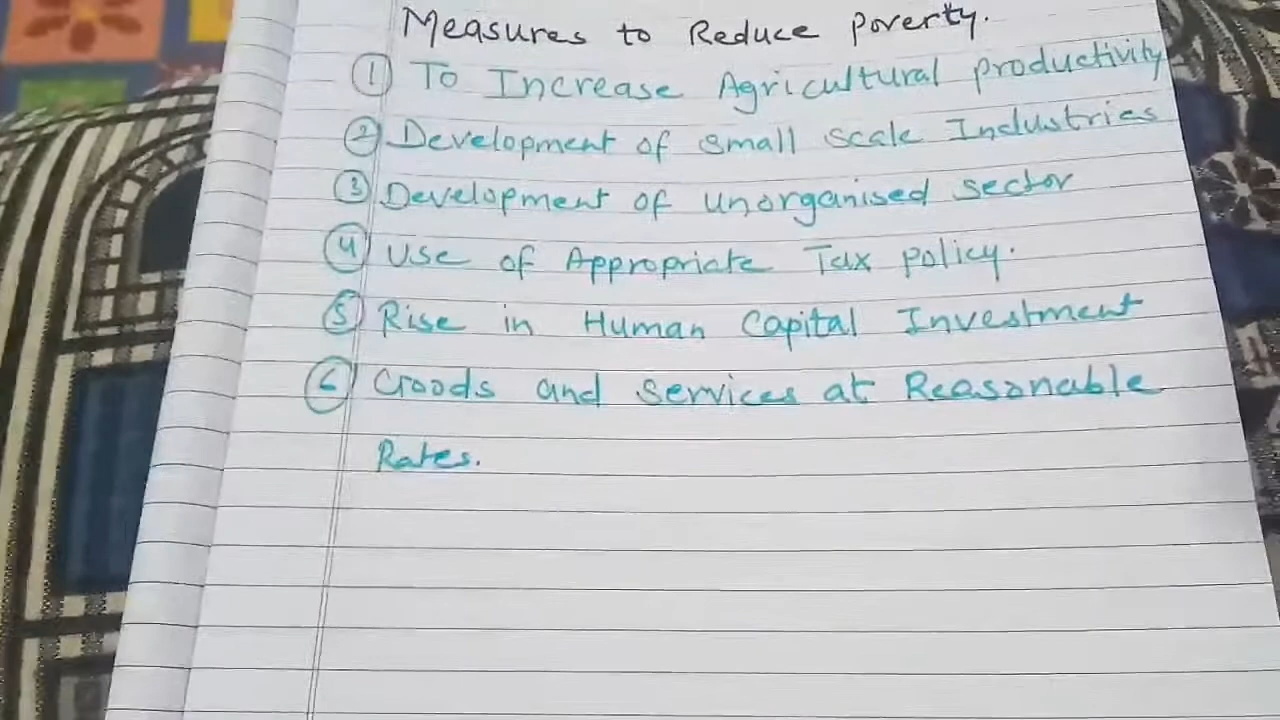 Measures to Reduce poverty.
① To Increase Agricultural productivity
② Development of small scale Industries
③ Development of unorganised sector
④ Use of Appropriate Tax policy.
⑤ Rise in Human Capital Investment
⑥ Goods and services at Reasonable
Rates.